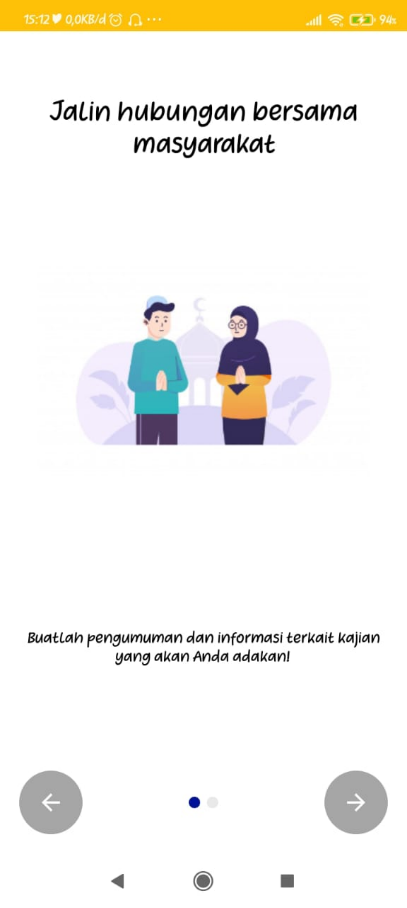 15:12 0,0KB/d ...
94%
Jalin hubungan bersama
masyarakat
Buatlah pengumuman dan informasi terkait kajian
yang akan Anda adakan!